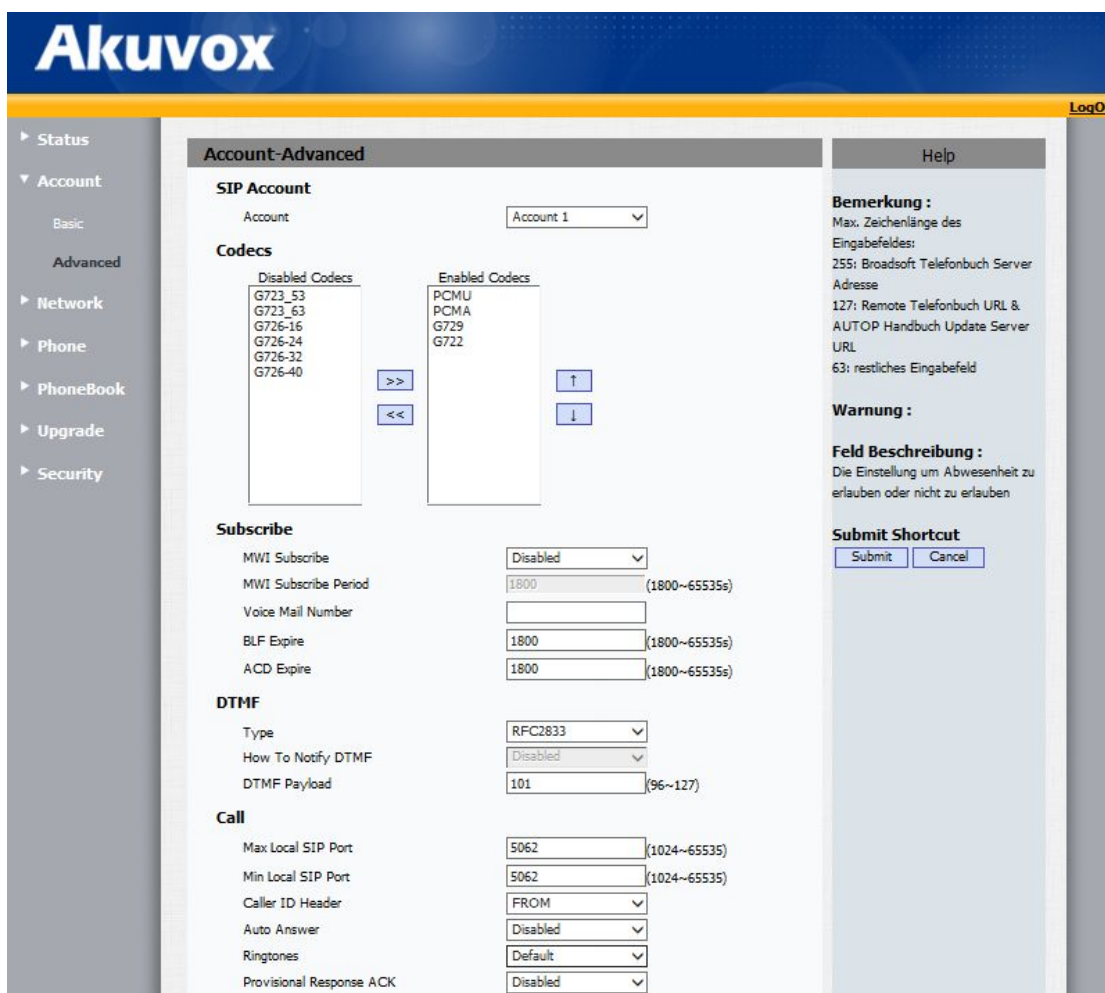 Akuvox
LogO
Status
Account
Basic
Advanced
Network
Phone
PhoneBook
Upgrade
Security
Account-Advanced
SIP Account
Account Account 1
Codecs
Disabled Codecs Enabled Codecs
G723_53 PCMU
G723_63 PCMA
G726-16 G729
G726-24 G722
G726-32
G726-40
>> ↑
<< ↓
Subscribe
MWI Subscribe Disabled
MWI Subscribe Period 1800 (1800~65535s)
Voice Mail Number
BLF Expire 1800 (1800~65535s)
ACD Expire 1800 (1800~65535s)
DTMF
Type RFC2833
How To Notify DTMF Disabled
DTMF Payload 101 (96~127)
Call
Max Local SIP Port 5062 (1024~65535)
Min Local SIP Port 5062 (1024~65535)
Caller ID Header FROM
Auto Answer Disabled
Ringtones Default
Provisional Response ACK Disabled
Help
Bemerkung :
Max. Zeichenlänge des
Eingabefeldes:
255: Broadsoft Telefonbuch Server
Adresse
127: Remote Telefonbuch URL &
AUTOP Handbuch Update Server
URL
63: restliches Eingabefeld
Warnung :
Feld Beschreibung :
Die Einstellung um Abwesenheit zu
erlauben oder nicht zu erlauben
Submit Shortcut
Submit Cancel